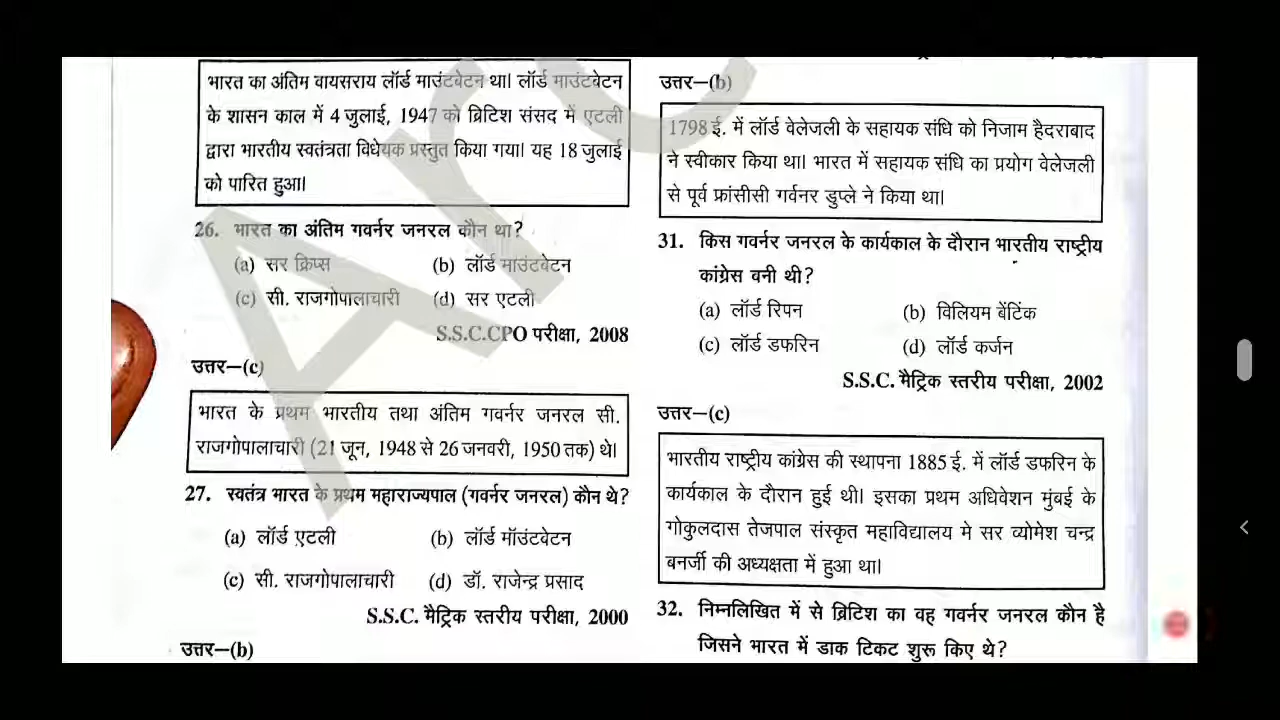 भारत का अंतिम वायसराय लॉर्ड माउंटबेटन था। लॉर्ड माउंटबेटन
के शासन काल में 4 जुलाई, 1947 को ब्रिटिश संसद में एटली
द्वारा भारतीय स्वतंत्रता विधेयक प्रस्तुत किया गया। यह 18 जुलाई
को पारित हुआ।
26. भारत का अंतिम गवर्नर जनरल कौन था?
(a) सर क्रिप्स (b) लॉर्ड माउंटबेटन
(c) सी. राजगोपालाचारी (d) सर एटली
S.S.C.CPO परीक्षा, 2008
उत्तर–(c)
भारत के प्रथम भारतीय तथा अंतिम गवर्नर जनरल सी.
राजगोपालाचारी (21 जून, 1948 से 26 जनवरी, 1950 तक) थे।
27. स्वतंत्र भारत के प्रथम महाराज्यपाल (गवर्नर जनरल) कौन थे?
(a) लॉर्ड एटली (b) लॉर्ड मॉउंटबेटन
(c) सी. राजगोपालाचारी (d) डॉ. राजेन्द्र प्रसाद
S.S.C. मैट्रिक स्तरीय परीक्षा, 2000
उत्तर–(b)
उत्तर–(b)
1798 ई. में लॉर्ड वेलेजली के सहायक संधि को निजाम हैदराबाद
ने स्वीकार किया था। भारत में सहायक संधि का प्रयोग वेलेजली
से पूर्व फ्रांसीसी गर्वनर डुप्ले ने किया था।
31. किस गवर्नर जनरल के कार्यकाल के दौरान भारतीय राष्ट्रीय
कांग्रेस बनी थी?
(a) लॉर्ड रिपन (b) विलियम बेंटिंक
(c) लॉर्ड डफरिन (d) लॉर्ड कर्जन
S.S.C. मैट्रिक स्तरीय परीक्षा, 2002
उत्तर–(c)
भारतीय राष्ट्रीय कांग्रेस की स्थापना 1885 ई. में लॉर्ड डफरिन के
कार्यकाल के दौरान हुई थी। इसका प्रथम अधिवेशन मुंबई के
गोकुलदास तेजपाल संस्कृत महाविद्यालय मे सर व्योमेश चन्द्र
बनर्जी की अध्यक्षता में हुआ था।
32. निम्नलिखित में से ब्रिटिश का वह गवर्नर जनरल कौन है
जिसने भारत में डाक टिकट शुरू किए थे?